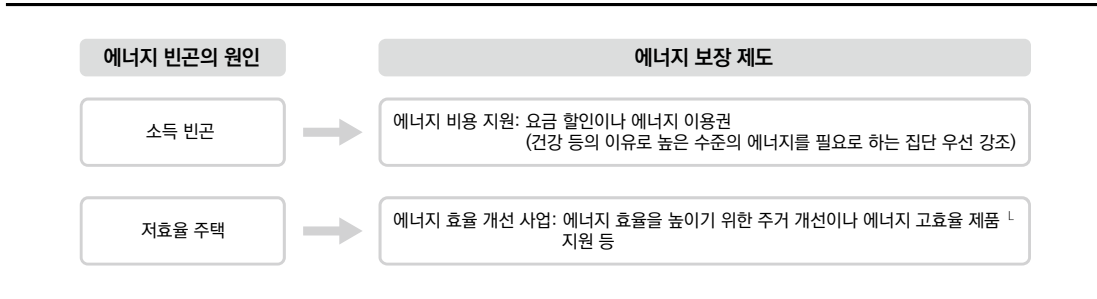 에너지 빈곤의 원인
에너지 보장 제도
소득 빈곤
에너지 비용 지원: 요금 할인이나 에너지 이용권
(건강 등의 이유로 높은 수준의 에너지를 필요로 하는 집단 우선 강조)
저효율 주택
에너지 효율 개선 사업: 에너지 효율을 높이기 위한 주거 개선이나 에너지 고효율 제품 └
지원 등